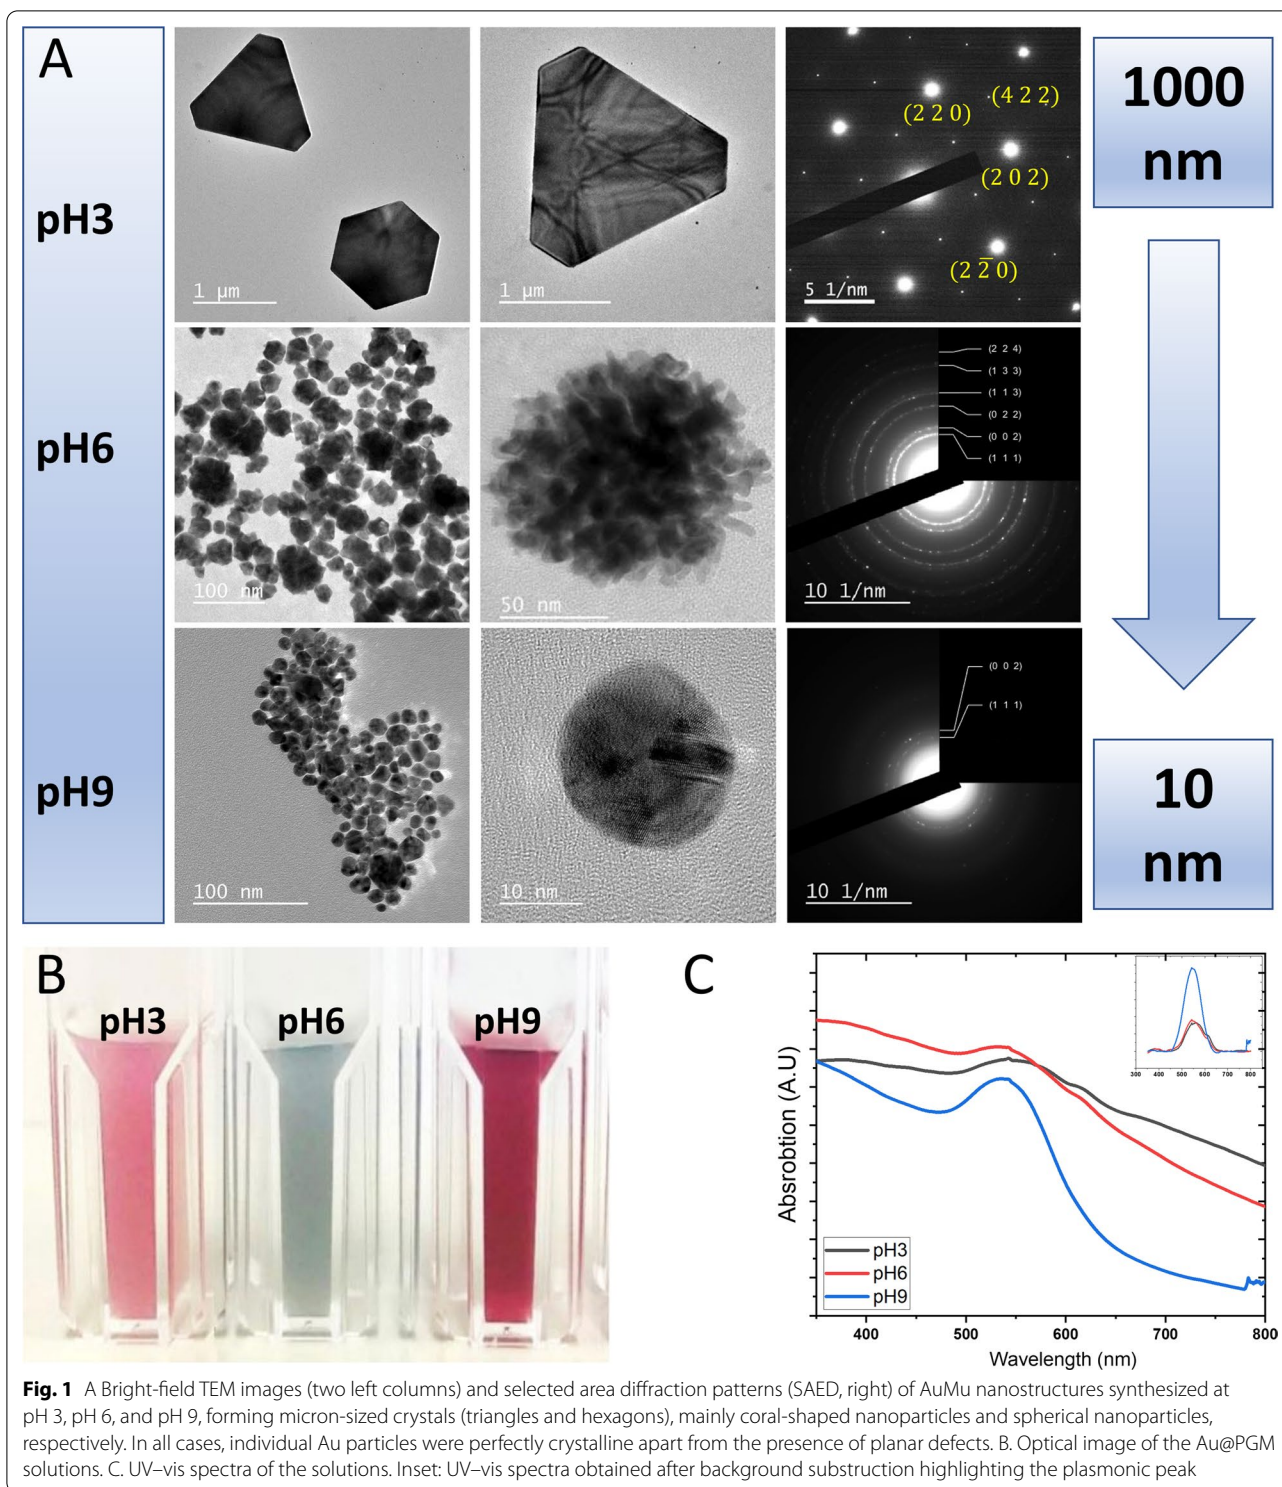 A
pH3
1 µm
1 µm
(2 2 0)
(4 2 2)
(2 0 2)
(2 2̅ 0)
5 1/nm
1000
nm
pH6
100 nm
50 nm
(2 2 4)
(1 3 3)
(1 1 3)
(0 2 2)
(0 0 2)
(1 1 1)
10 1/nm
pH9
100 nm
10 nm
(0 0 2)
(1 1 1)
10 1/nm
10
nm
B
pH3
pH6
pH9
C
Absrobtion (A.U)
300 400 500 600 700 800
pH3
pH6
pH9
400 500 600 700 800
Wavelength (nm)
Fig. 1 A Bright-field TEM images (two left columns) and selected area diffraction patterns (SAED, right) of AuMu nanostructures synthesized at
pH 3, pH 6, and pH 9, forming micron-sized crystals (triangles and hexagons), mainly coral-shaped nanoparticles and spherical nanoparticles,
respectively. In all cases, individual Au particles were perfectly crystalline apart from the presence of planar defects. B. Optical image of the Au@PGM
solutions. C. UV–vis spectra of the solutions. Inset: UV–vis spectra obtained after background substruction highlighting the plasmonic peak